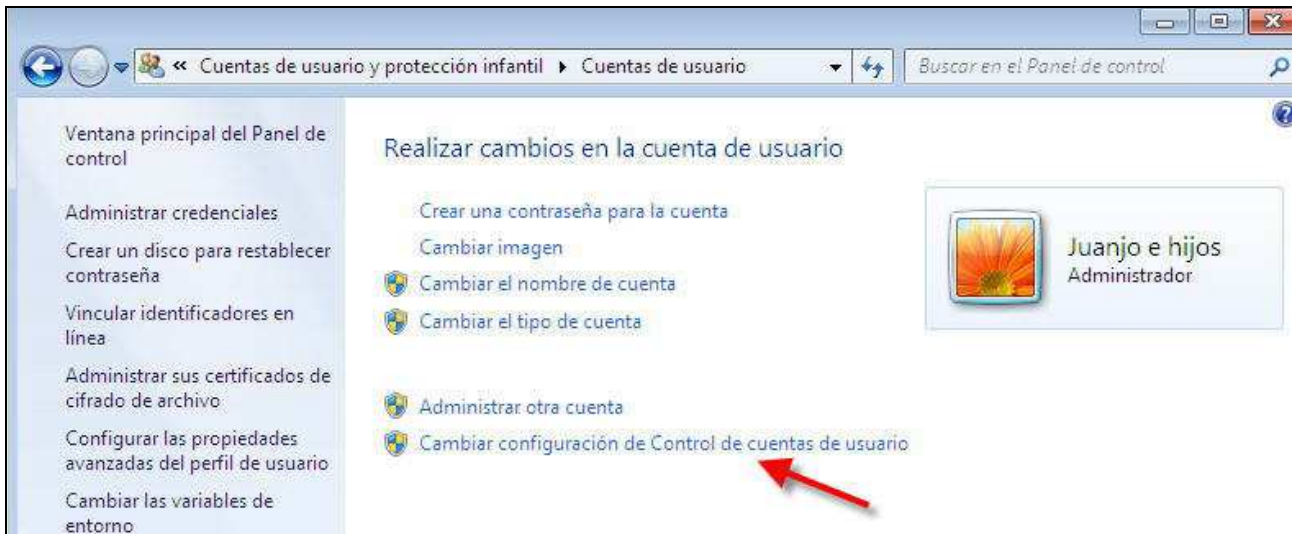 « Cuentas de usuario y protección infantil ▸ Cuentas de usuario
Buscar en el Panel de control
Ventana principal del Panel de
control
Administrar credenciales
Crear un disco para restablecer
contraseña
Vincular identificadores en
línea
Administrar sus certificados de
cifrado de archivo
Configurar las propiedades
avanzadas del perfil de usuario
Cambiar las variables de
entorno
Realizar cambios en la cuenta de usuario
Crear una contraseña para la cuenta
Cambiar imagen
Cambiar el nombre de cuenta
Cambiar el tipo de cuenta
Administrar otra cuenta
Cambiar configuración de Control de cuentas de usuario
Juanjo e hijos
Administrador